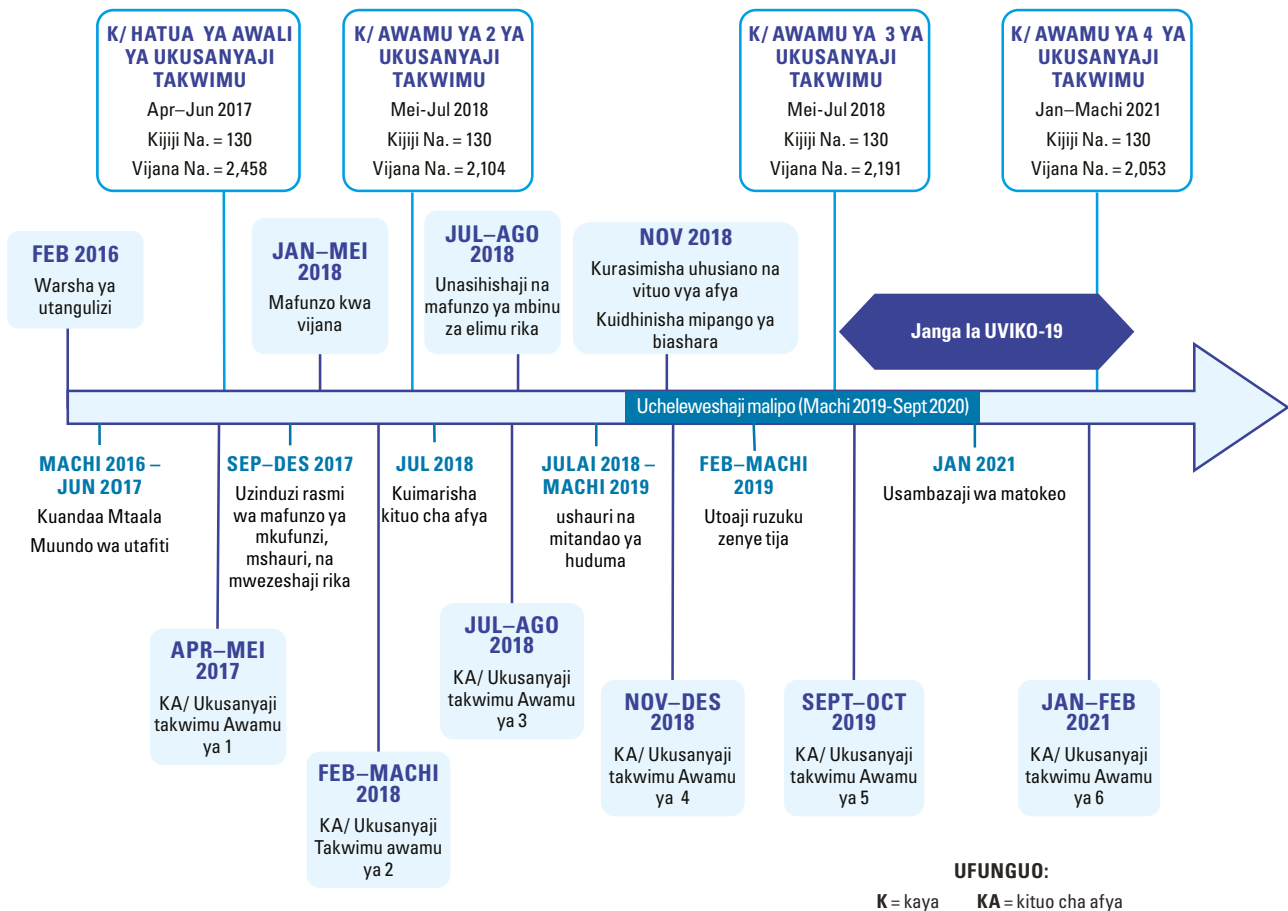 K/ HATUA YA AWALI
YA UKUSANYAJI
TAKWIMU
Apr–Jun 2017
Kijiji Na. = 130
Vijana Na. = 2,458
K/ AWAMU YA 2 YA
UKUSANYAJI
TAKWIMU
Mei-Jul 2018
Kijiji Na. = 130
Vijana Na. = 2,104
K/ AWAMU YA 3 YA
UKUSANYAJI
TAKWIMU
Mei-Jul 2018
Kijiji Na. = 130
Vijana Na. = 2,191
K/ AWAMU YA 4 YA
UKUSANYAJI
TAKWIMU
Jan–Machi 2021
Kijiji Na. = 130
Vijana Na. = 2,053
FEB 2016
Warsha ya
utangulizi
JAN–MEI
2018
Mafunzo kwa
vijana
JUL–AGO
2018
Unasihishaji na
mafunzo ya mbinu
za elimu rika
NOV 2018
Kurasimisha uhusiano na
vituo vya afya
Kuidhinisha mipango ya
biashara
Janga la UVIKO-19
Ucheleweshaji malipo (Machi 2019-Sept 2020)
MACHI 2016 –
JUN 2017
Kuandaa Mtaala
Muundo wa utafiti
SEP–DES 2017
Uzinduzi rasmi
wa mafunzo ya
mkufunzi,
mshauri, na
mwezeshaji rika
JUL 2018
Kuimarisha
kituo cha afya
JULAI 2018 –
MACHI 2019
ushauri na
mitandao ya
huduma
FEB–MACHI
2019
Utoaji ruzuku
zenye tija
JAN 2021
Usambazaji wa matokeo
APR–MEI
2017
KA/ Ukusanyaji
takwimu Awamu
ya 1
FEB–MACHI
2018
KA/ Ukusanyaji
Takwimu awamu
ya 2
JUL–AGO
2018
KA/ Ukusanyaji
takwimu Awamu
ya 3
NOV–DES
2018
KA/ Ukusanyaji
takwimu Awamu
ya 4
SEPT–OCT
2019
KA/ Ukusanyaji
takwimu Awamu
ya 5
JAN–FEB
2021
KA/ Ukusanyaji
takwimu Awamu
ya 6
UFUNGUO:
K = kaya KA = kituo cha afya